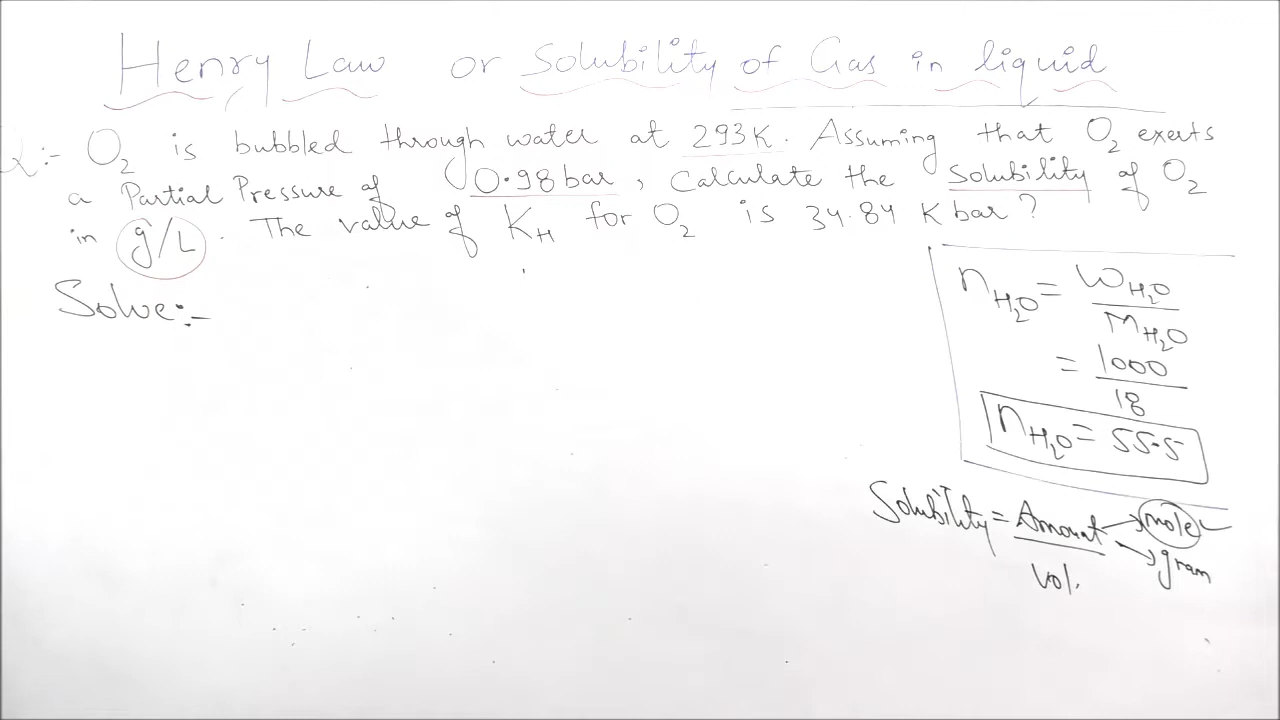 Henry Law or Solubility of Gas in liquid
O2 is bubbled through water at 293K. Assuming that O2 exerts
a Partial Pressure of 0.98 bar, Calculate the solubility of O2
in g/L. The value of KH for O2 is 34.84 K bar?
Solve:-
nH2O = WH2O
MH2O
= 1000
18
nH2O = 55.5
Solubility = Amount → mole
→ gram
Vol.